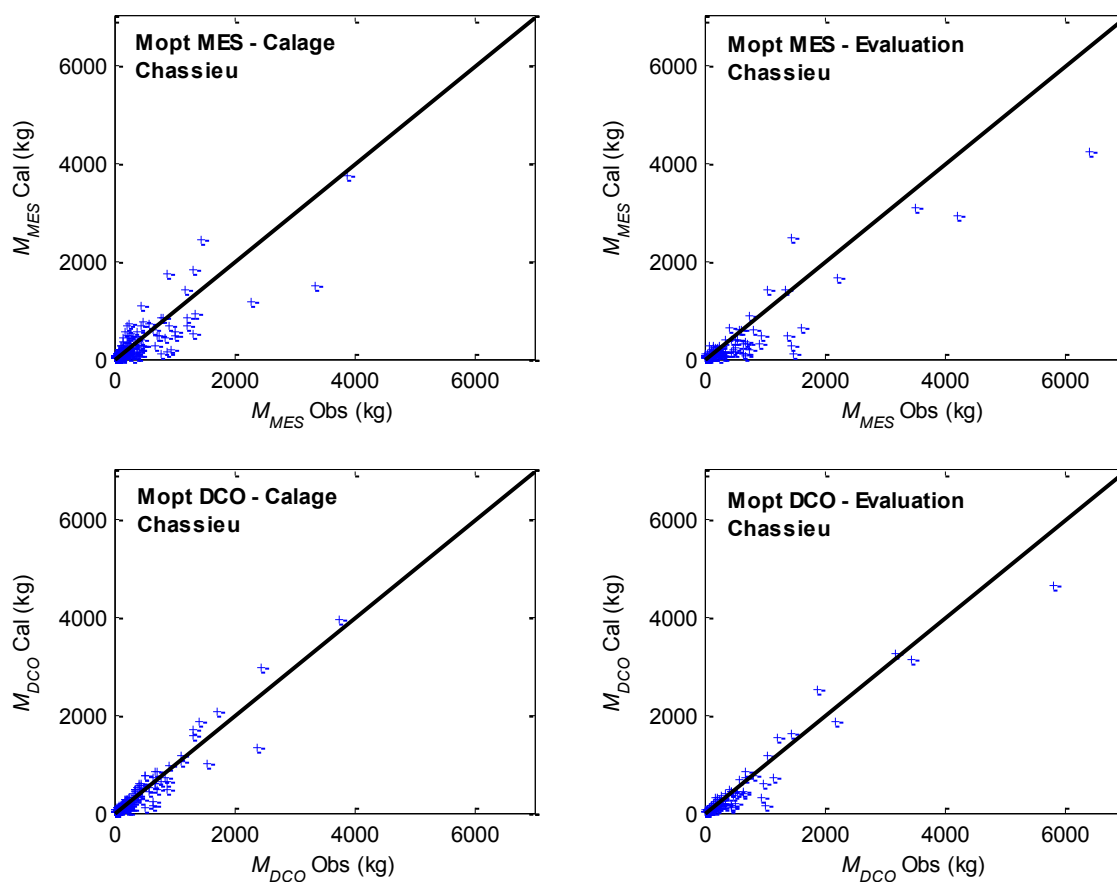 Mopt MES - Calage
Chassieu
6000
4000
2000
0
M_MES Cal (kg)
0 2000 4000 6000
M_MES Obs (kg)
Mopt MES - Evaluation
Chassieu
6000
4000
2000
0
M_MES Cal (kg)
0 2000 4000 6000
M_MES Obs (kg)
Mopt DCO - Calage
Chassieu
6000
4000
2000
0
M_DCO Cal (kg)
0 2000 4000 6000
M_DCO Obs (kg)
Mopt DCO - Evaluation
Chassieu
6000
4000
2000
0
M_DCO Cal (kg)
0 2000 4000 6000
M_DCO Obs (kg)